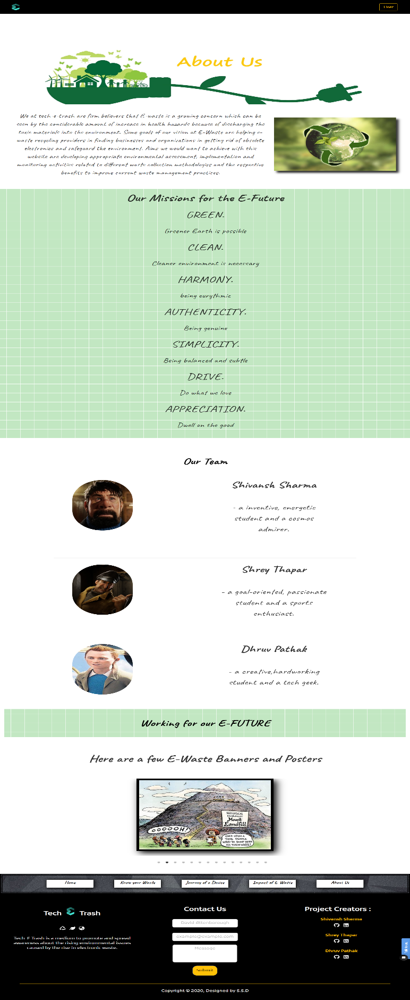 User
About Us
We at tech-e-trash are firm believers that E-waste is a growing concern which can be
seen by the considerable amount of increase in health hazards because of discharging the
toxic materials into the environment. Some goals of our vision at E-Waste are helping e-
waste recycling providers in finding businesses and organizations in getting rid of obsolete
electronics and safeguard the environment. Aims we would want to achieve with this
website are developing appropriate environmental assessment, implementation and
monitoring activities related to different waste collection methodologies and the respective
benefits to improve current waste management practices.
Our Missions for the E-Future
GREEN.
Greener Earth is possible
CLEAN.
Cleaner environment is necessary
HARMONY.
being eurythmic
AUTHENTICITY.
Being genuine
SIMPLICITY.
Being balanced and subtle
DRIVE.
Do what we love
APPRECIATION.
Dwell on the good
Our Team
Shivansh Sharma
- a inventive, energetic
student and a cosmos
admirer.
Shrey Thapar
- a goal-oriented, passionate
student and a sports
enthusiast.
Dhruv Pathak
- a creative,hardworking
student and a tech geek.
Working for our E-FUTURE
Here are a few E-Waste Banners and Posters
HISTORICAL
MONUMENT
Mount
Landfill
OOOOOH!
ONCE UPON A
TIME PEOPLE
USED TO DUMP HERE
ALL THEIR WASTE!
Home
Know your Waste
Journey of a Device
Impact of E-Waste
About Us
Tech Trash
Tech-E-Trash is a medium to promote and spread
awareness about the rising environmental issues
caused by the rise in electronic waste.
Contact Us
David Attenborough
example@example.com
Message
Submit
Project Creators :
Shivansh Sharma
Shrey Thapar
Dhruv Pathak
Copyright © 2020, Designed by S.S.D